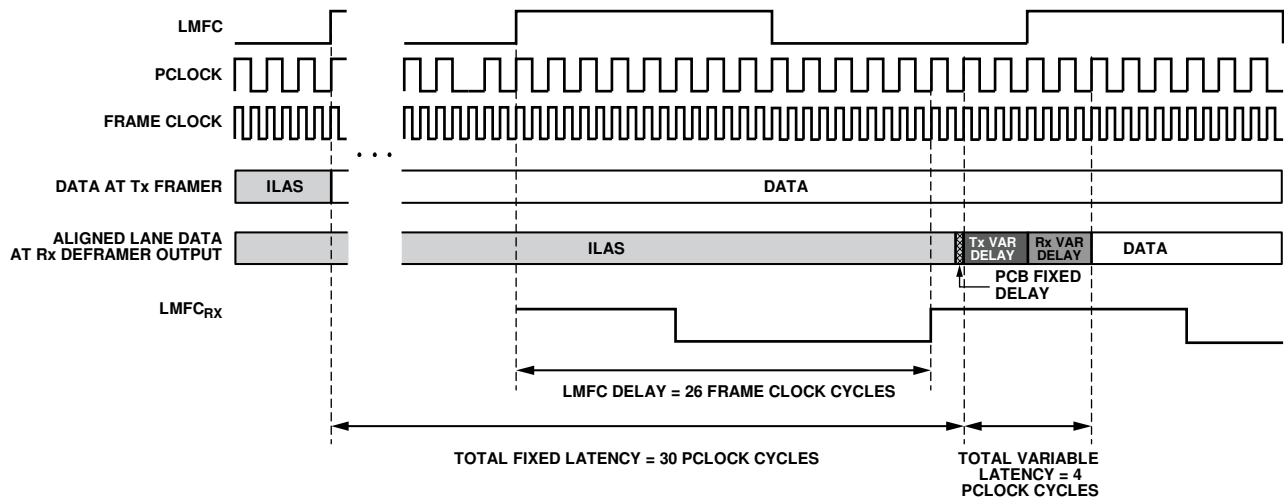 LMFC
PCLOCK
FRAME CLOCK
. . .
DATA AT Tx FRAMER
ILAS
DATA
ALIGNED LANE DATA
AT Rx DEFRAMER OUTPUT
ILAS
Tx VAR
DELAY
Rx VAR
DELAY
DATA
PCB FIXED
DELAY
LMFCRX
LMFC DELAY = 26 FRAME CLOCK CYCLES
TOTAL FIXED LATENCY = 30 PCLOCK CYCLES
TOTAL VARIABLE
LATENCY = 4
PCLOCK CYCLES